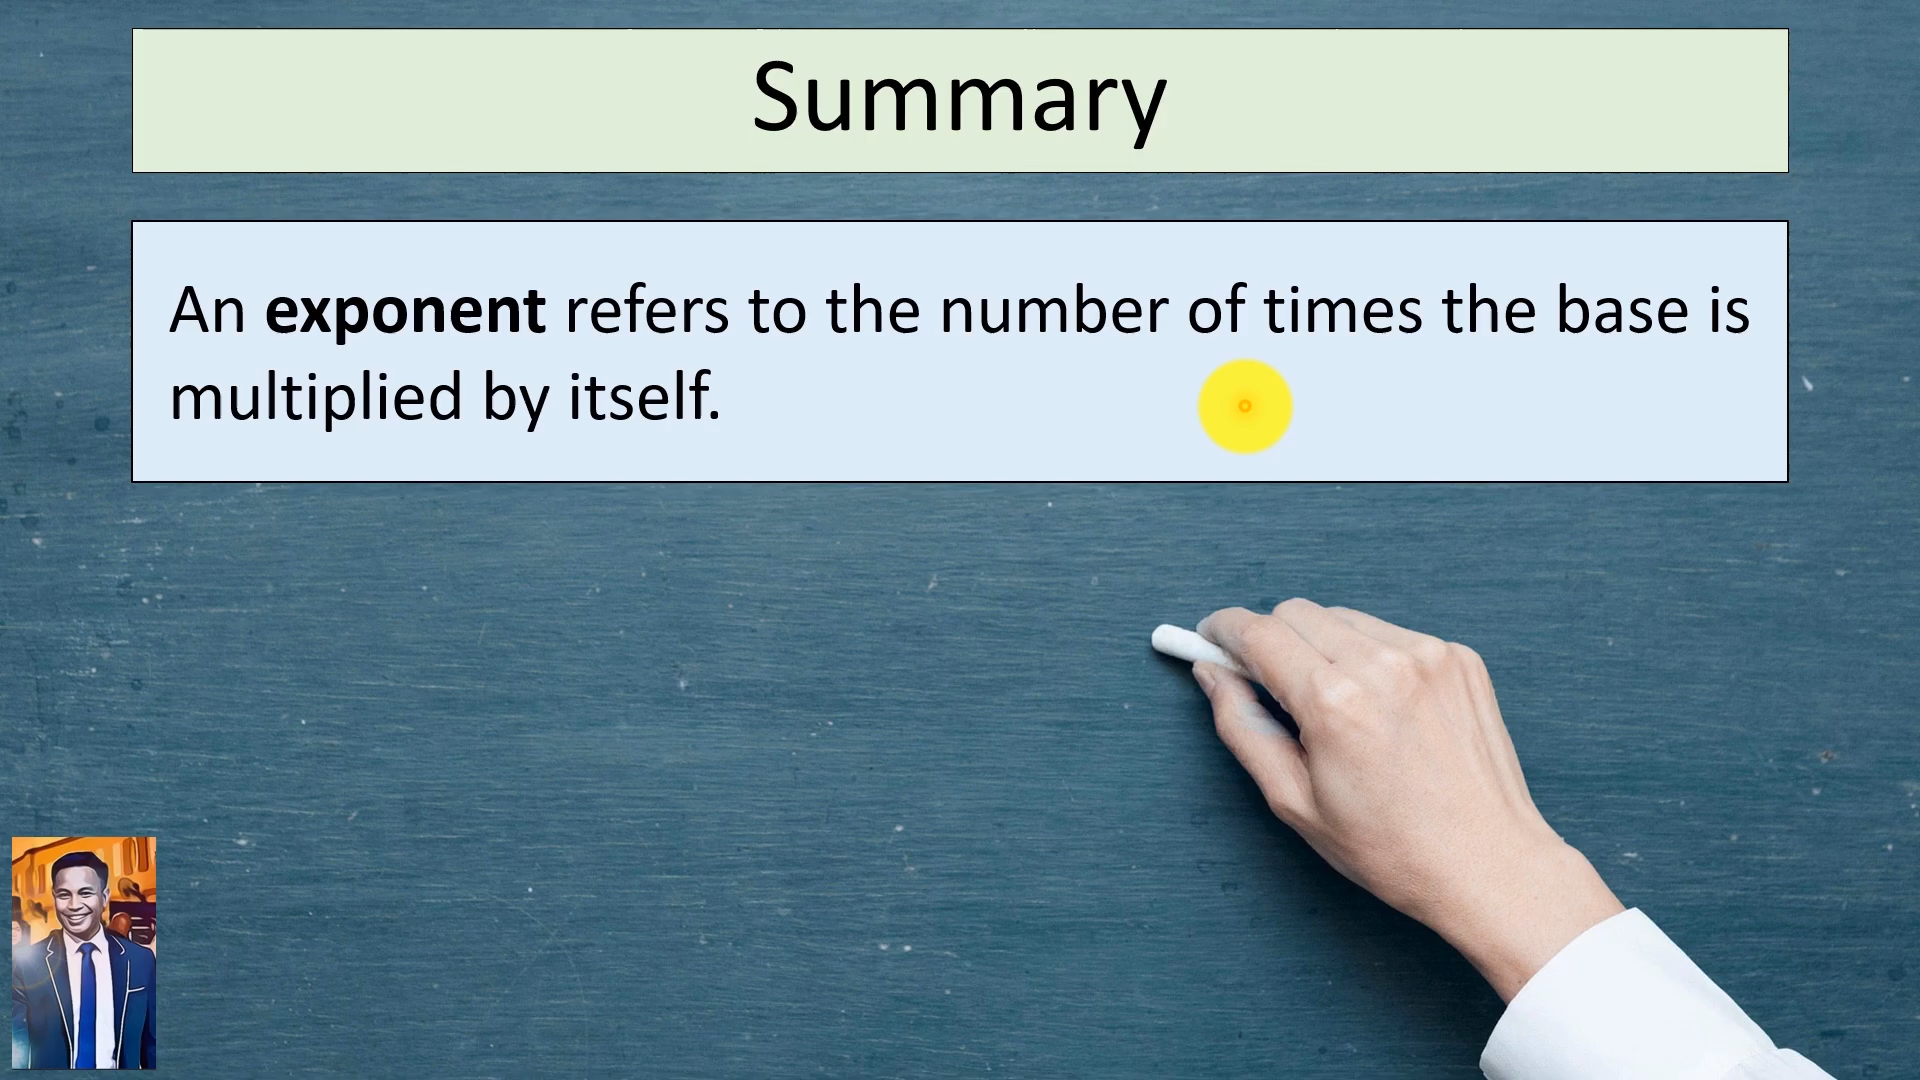 Summary
An exponent refers to the number of times the base is
multiplied by itself.